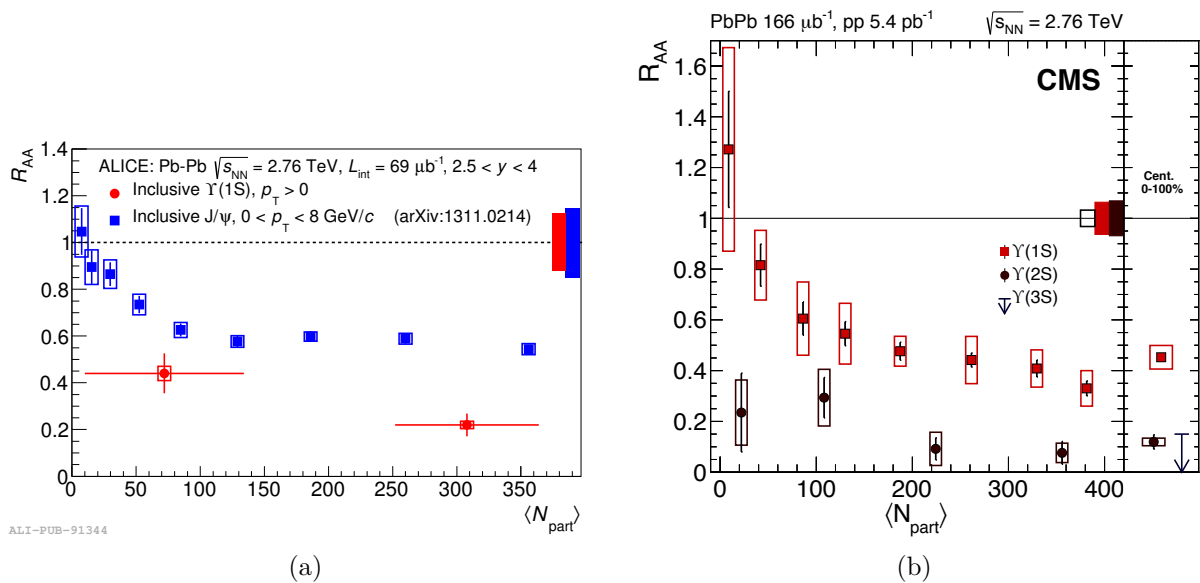 R_AA
1.4
1.2
1
0.8
0.6
0.4
0.2
0
ALICE: Pb-Pb √s_NN = 2.76 TeV, L_int = 69 μb⁻¹, 2.5 < y < 4
Inclusive ϒ(1S), p_T > 0
Inclusive J/ψ, 0 < p_T < 8 GeV/c (arXiv:1311.0214)
0 50 100 150 200 250 300 350
⟨N_part⟩
ALI-PUB-91344
(a)
PbPb 166 μb⁻¹, pp 5.4 pb⁻¹ √s_NN = 2.76 TeV
R_AA
1.6
1.4
1.2
1
0.8
0.6
0.4
0.2
0
CMS
Cent.
0-100%
ϒ(1S)
ϒ(2S)
ϒ(3S)
0 100 200 300 400
⟨N_part⟩
(b)